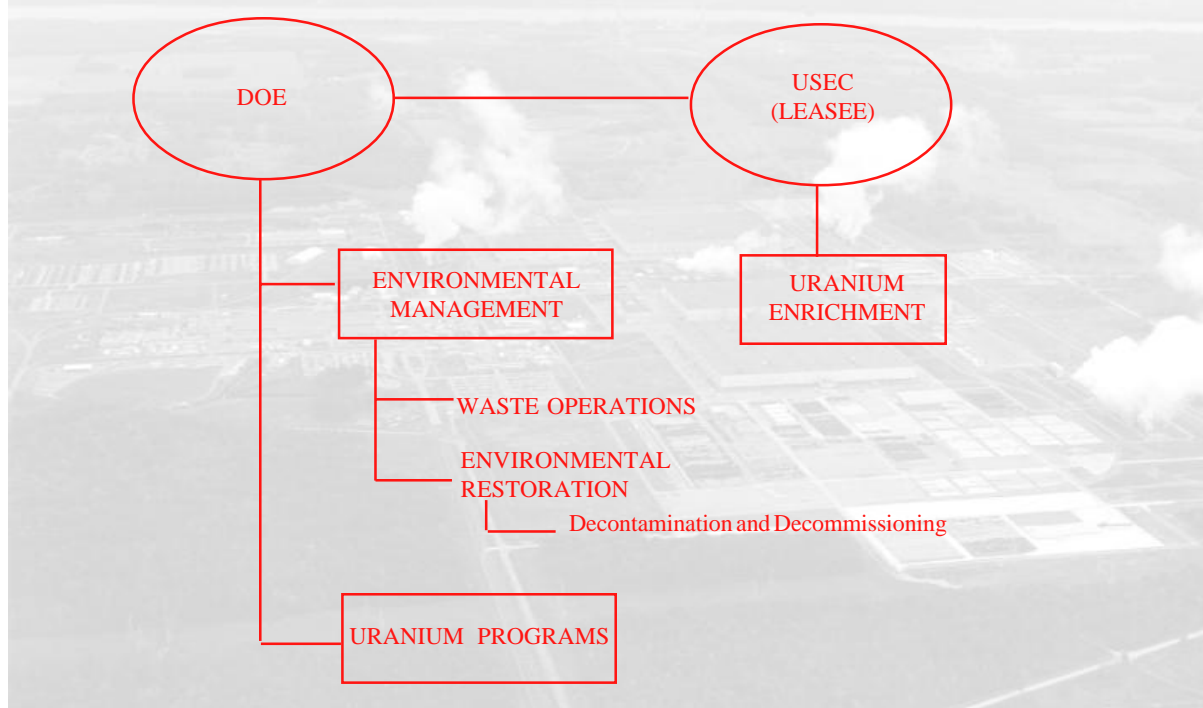 DOE
USEC
(LEASEE)
ENVIRONMENTAL
MANAGEMENT
URANIUM
ENRICHMENT
WASTE OPERATIONS
ENVIRONMENTAL
RESTORATION
Decontamination and Decommissioning
URANIUM PROGRAMS